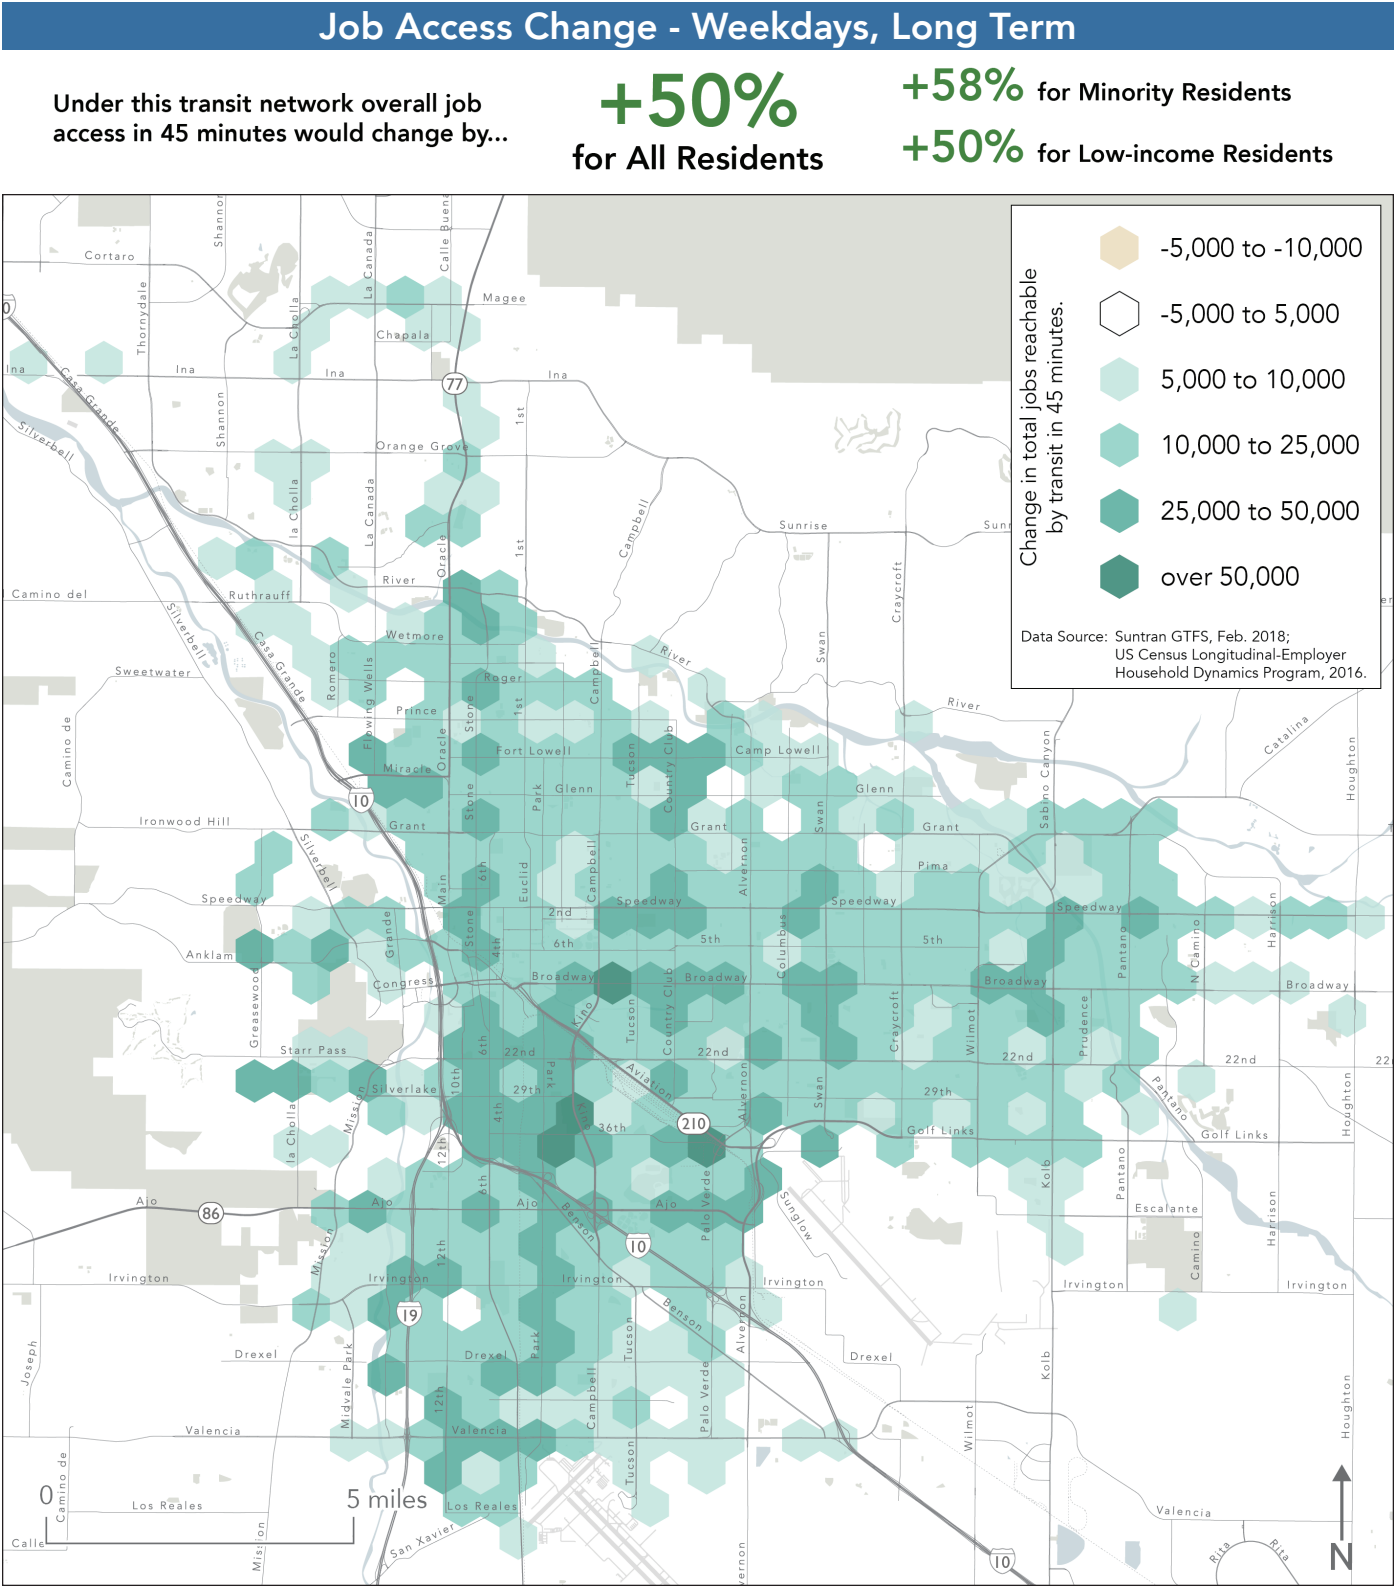 Job Access Change - Weekdays, Long Term
Under this transit network overall job
access in 45 minutes would change by...
+50%
for All Residents
+58% for Minority Residents
+50% for Low-income Residents
Change in total jobs reachable
by transit in 45 minutes.
-5,000 to -10,000
-5,000 to 5,000
5,000 to 10,000
10,000 to 25,000
25,000 to 50,000
over 50,000
Data Source: Suntran GTFS, Feb. 2018;
US Census Longitudinal-Employer
Household Dynamics Program, 2016.
Cortaro
Shannon
La Canada
Calle Buena
Magee
Thornydale
La Cholla
Chapala
Ina
Ina
Ina
Ina
77
Casa Grande
Shannon
1st
Silverbell
Orange Grove
la Cholla
La Canada
Campbell
Sunrise
Oracle
1st
River
Craycroft
Camino del
Ruthrauff
Silverbell
Casa Grande
Wetmore
Swan
River
Campbell
Sweetwater
Romero
Flowing Wells
Roger
Stone
1st
Prince
River
Camino de
Oracle
Fort Lowell
Tucson
Country Club
Camp Lowell
Sabino Canyon
Catalina
Houghton
Miracle
10
Stone
Park
Glenn
Glenn
Swan
Ironwood Hill
Grant
Grant
Grant
Silverbell
Main
6th
Euclid
Campbell
Alvernon
Pima
Speedway
Speedway
Speedway
Speedway
Grande
Stone
2nd
4th
6th
5th
5th
Columbus
Pantano
N Camino
Harrison
Anklam
Greasewood
Congress
Broadway
Broadway
Broadway
Broadway
Kino
Tucson
Country Club
Craycroft
Wilmot
Prudence
Starr Pass
6th
22nd
22nd
22nd
22nd
22
Silverlake
10th
29th
Park
Aviation
Alvernon
Swan
29th
Pantano
Houghton
la Cholla
Mission
4th
Kino
36th
210
Golf Links
Golf Links
12th
Ajo
86
Ajo
6th
Ajo
Benson
Ajo
Palo Verde
Sunglow
Kolb
Pantano
Escalante
Harrison
Mission
12th
10
Camino
Irvington
Irvington
Irvington
Irvington
Irvington
Irvington
19
Benson
Alvernon
Joseph
Drexel
Midvale Park
Drexel
Park
Tucson
Drexel
Kolb
12th
Campbell
Palo Verde
Houghton
Valencia
Valencia
Wilmot
Camino de
Tucson
0
5 miles
Los Reales
Los Reales
Valencia
Calle
Mission
San Xavier
10
Rita
Rita
N